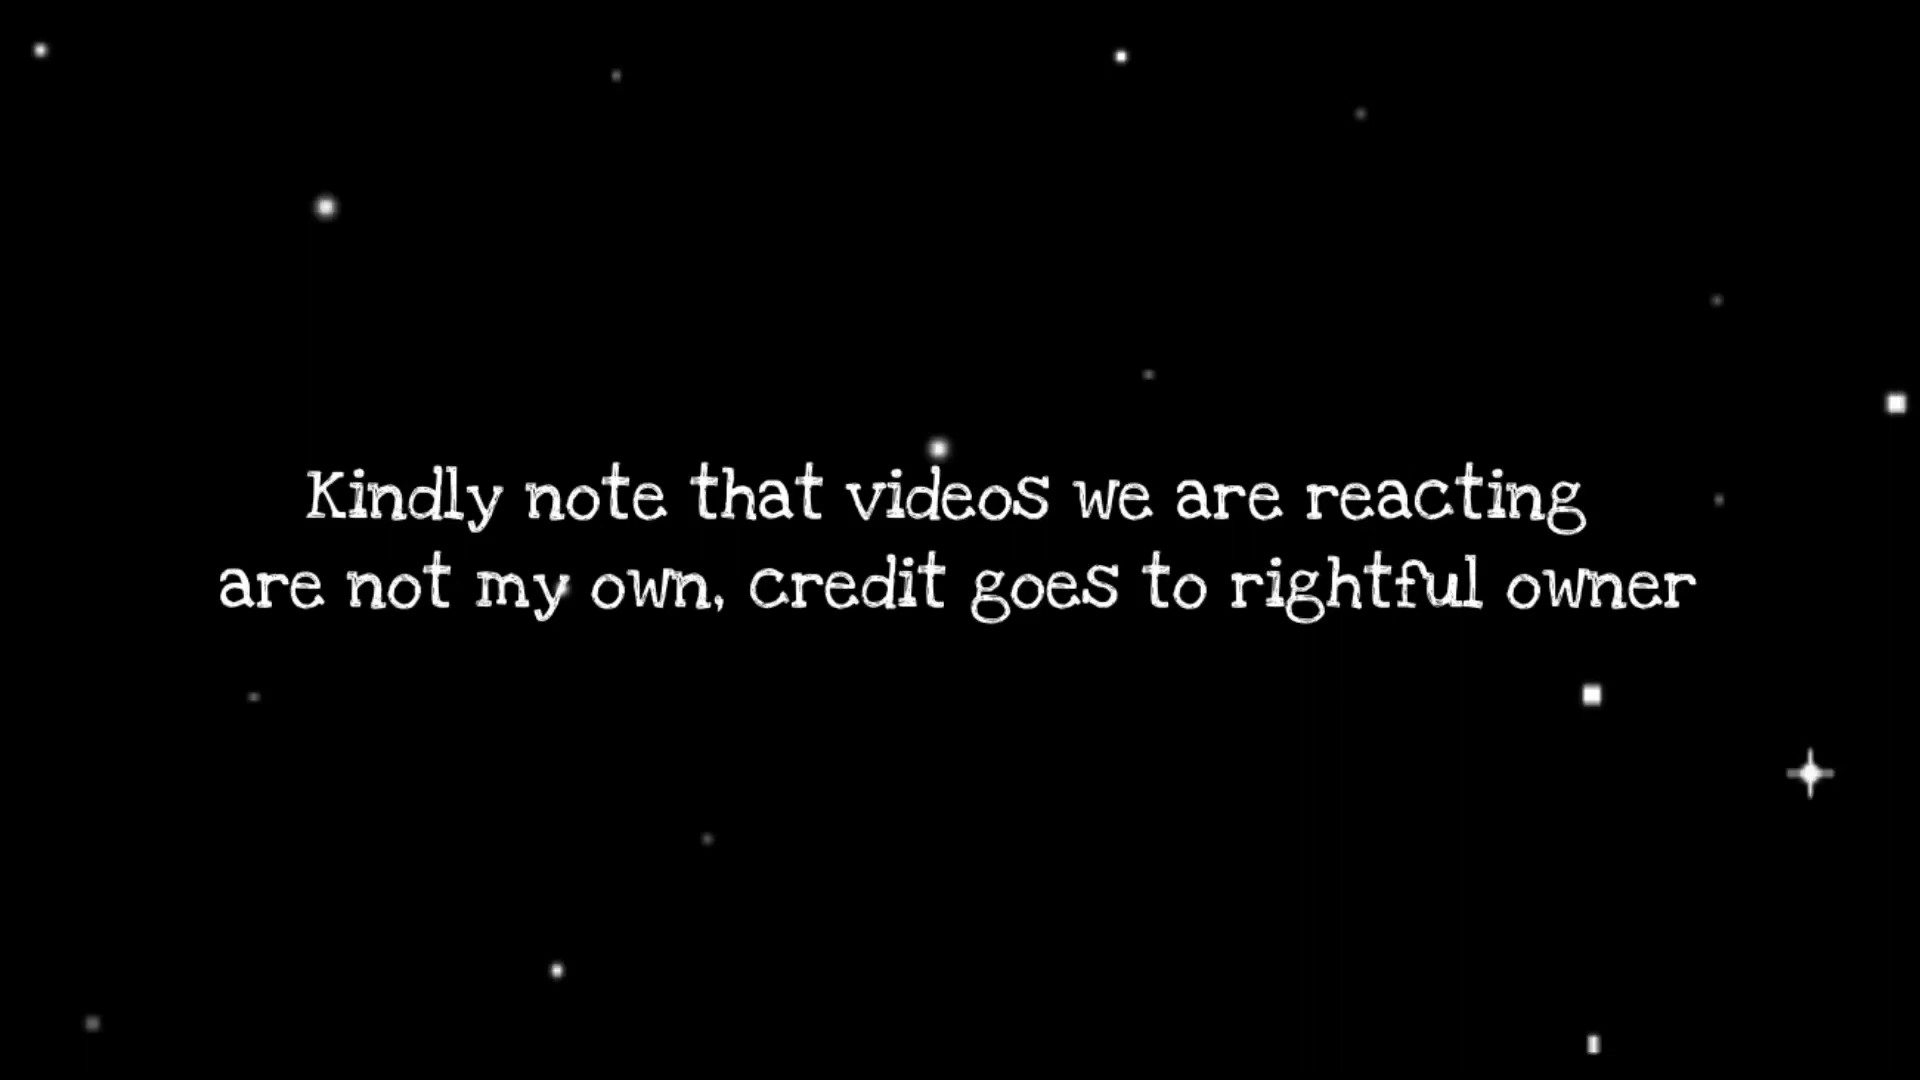 Kindly note that videos we are reacting
are not my own, credit goes to rightful owner